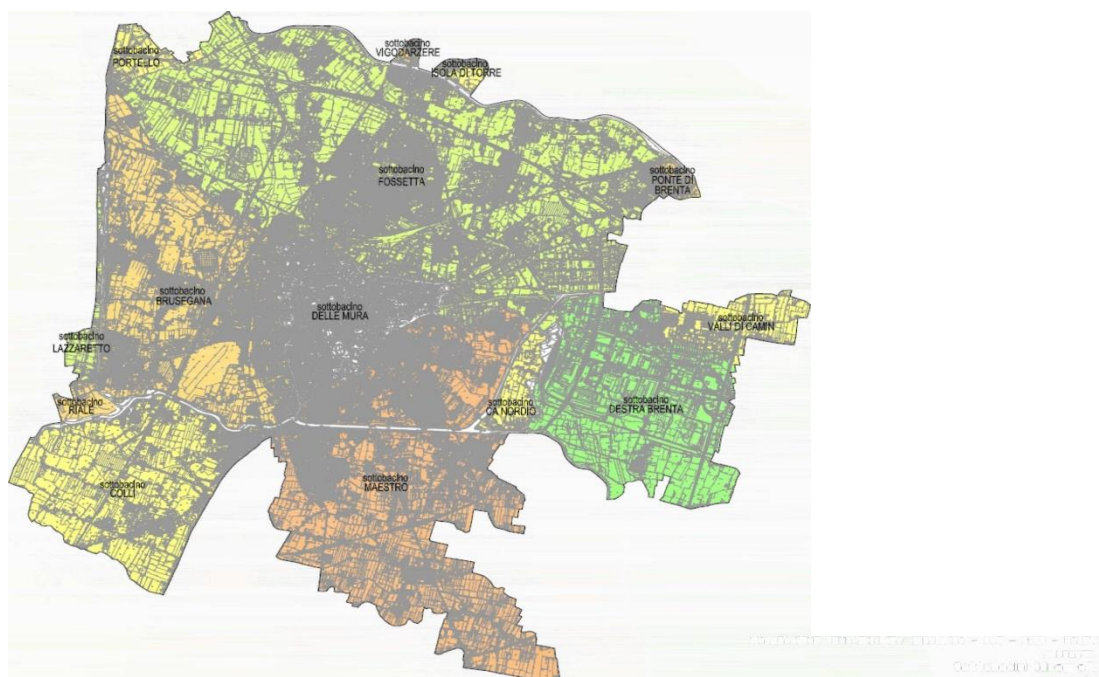 sottobacino
PORTELLO
sottobacino
VIGODARZERE
sottobacino
ISOLA DI TORRE
sottobacino
FOSSETTA
sottobacino
PONTE DI
BRENTA
sottobacino
BRUSEGANA
sottobacino
DELLE MURA
sottobacino
VALLI DI CAMIN
sottobacino
LAZZARETTO
sottobacino
RIALE
sottobacino
CA NORDIO
sottobacino
DESTRA BRENTA
sottobacino
COLLI
sottobacino
MAESTRO